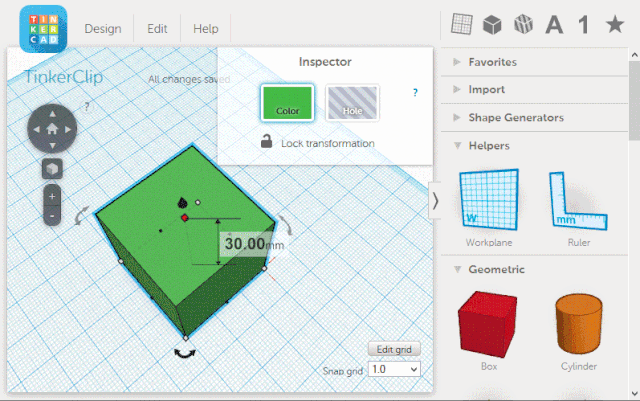 TIN
KER
CAD
Design
Edit
Help
A
1
TinkerClip
All changes saved
?
Inspector
Color
Hole
?
Lock transformation
+
-
30.00mm
Edit grid
Snap grid
1.0
Favorites
Import
Shape Generators
Helpers
W
Workplane
mm
Ruler
Geometric
Box
Cylinder